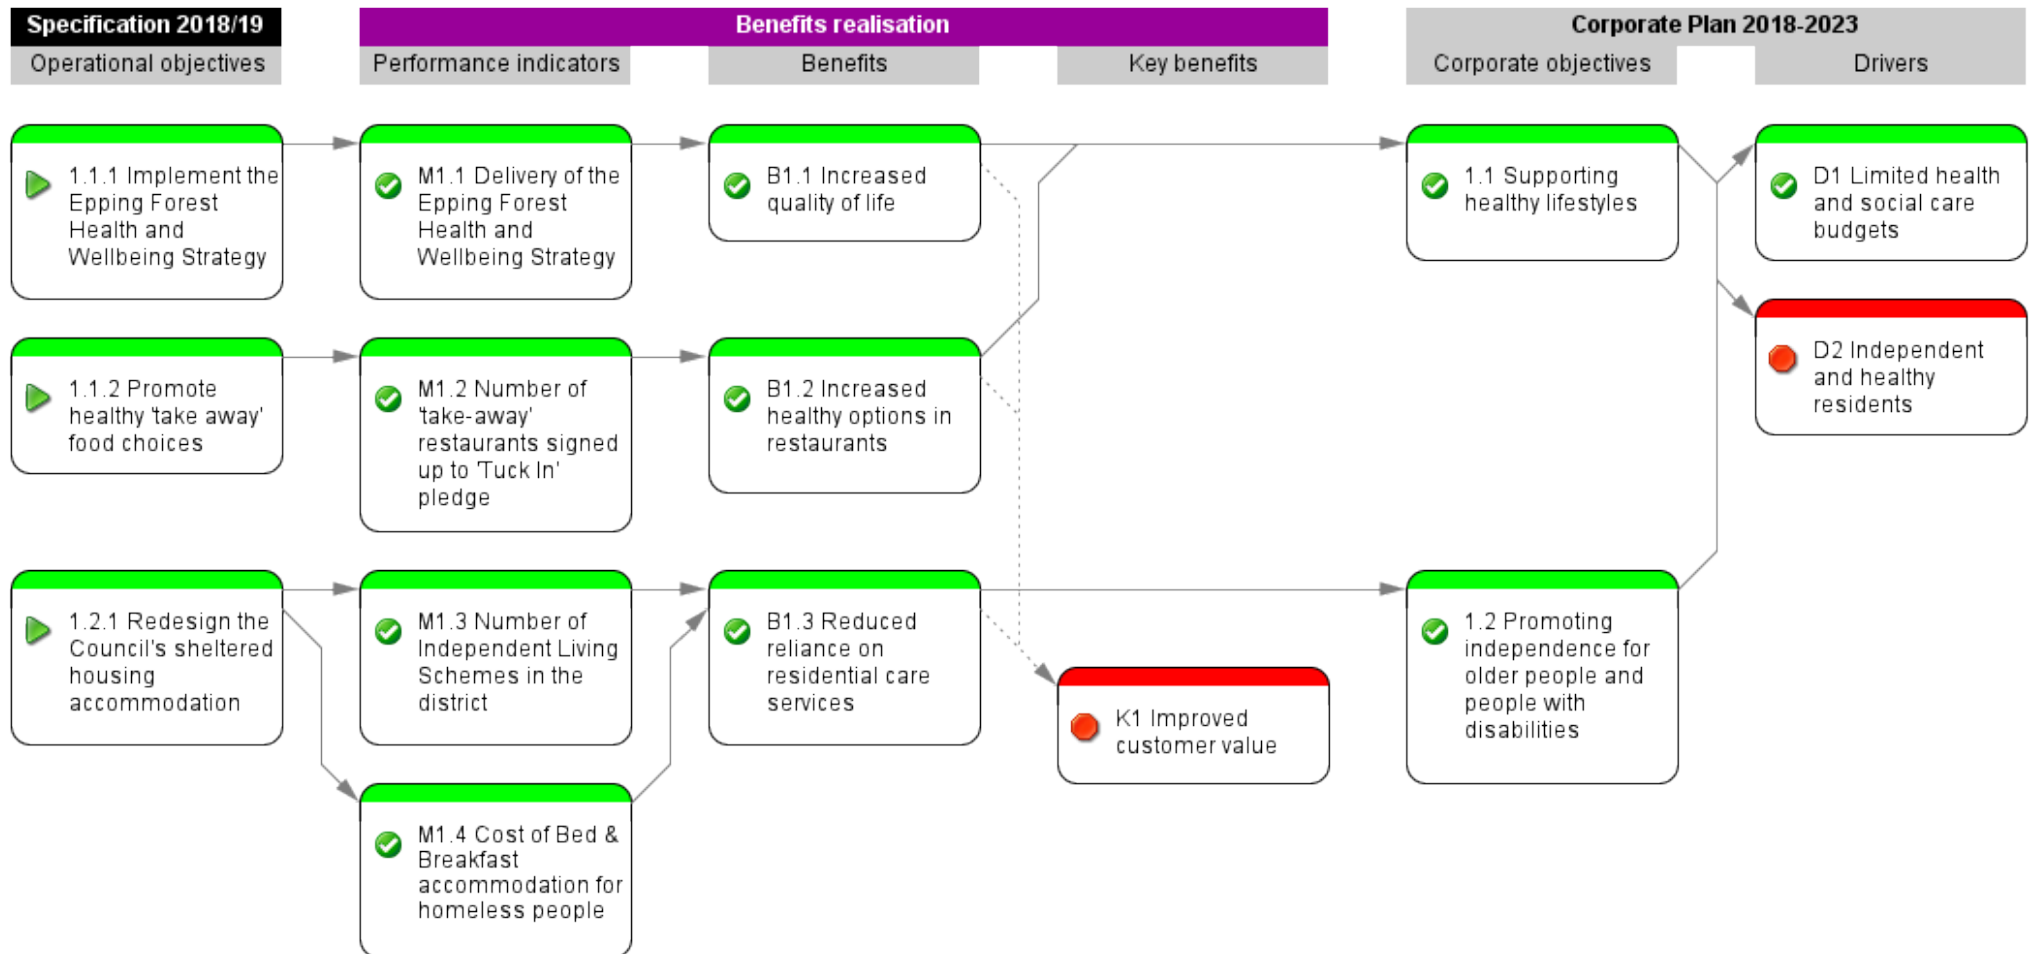 Specification 2018/19
Benefits realisation
Corporate Plan 2018-2023
Operational objectives
Performance indicators
Benefits
Key benefits
Corporate objectives
Drivers
1.1.1 Implement the
Epping Forest
Health and
Wellbeing Strategy
M1.1 Delivery of the
Epping Forest
Health and
Wellbeing Strategy
B1.1 Increased
quality of life
1.1 Supporting
healthy lifestyles
D1 Limited health
and social care
budgets
D2 Independent
and healthy
residents
1.1.2 Promote
healthy 'take away'
food choices
M1.2 Number of
'take-away'
restaurants signed
up to 'Tuck In'
pledge
B1.2 Increased
healthy options in
restaurants
1.2.1 Redesign the
Council's sheltered
housing
accommodation
M1.3 Number of
Independent Living
Schemes in the
district
B1.3 Reduced
reliance on
residential care
services
K1 Improved
customer value
1.2 Promoting
independence for
older people and
people with
disabilities
M1.4 Cost of Bed &
Breakfast
accommodation for
homeless people